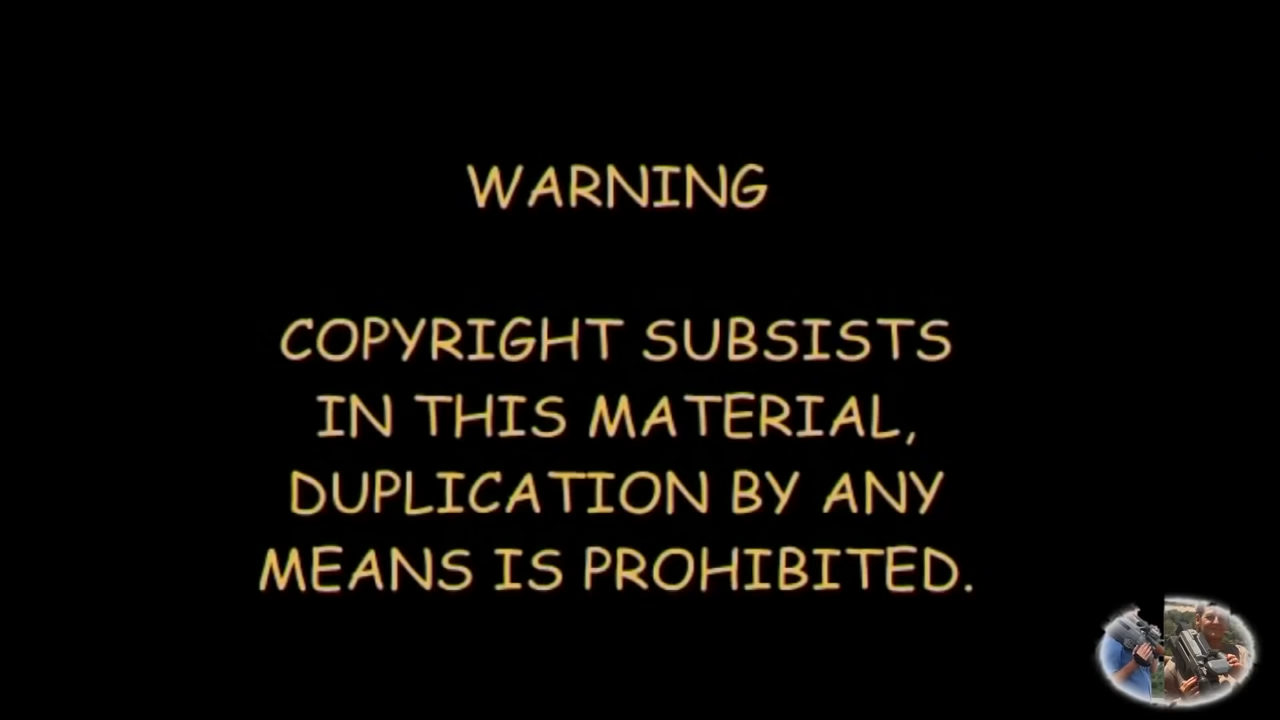 WARNING
COPYRIGHT SUBSISTS
IN THIS MATERIAL,
DUPLICATION BY ANY
MEANS IS PROHIBITED.